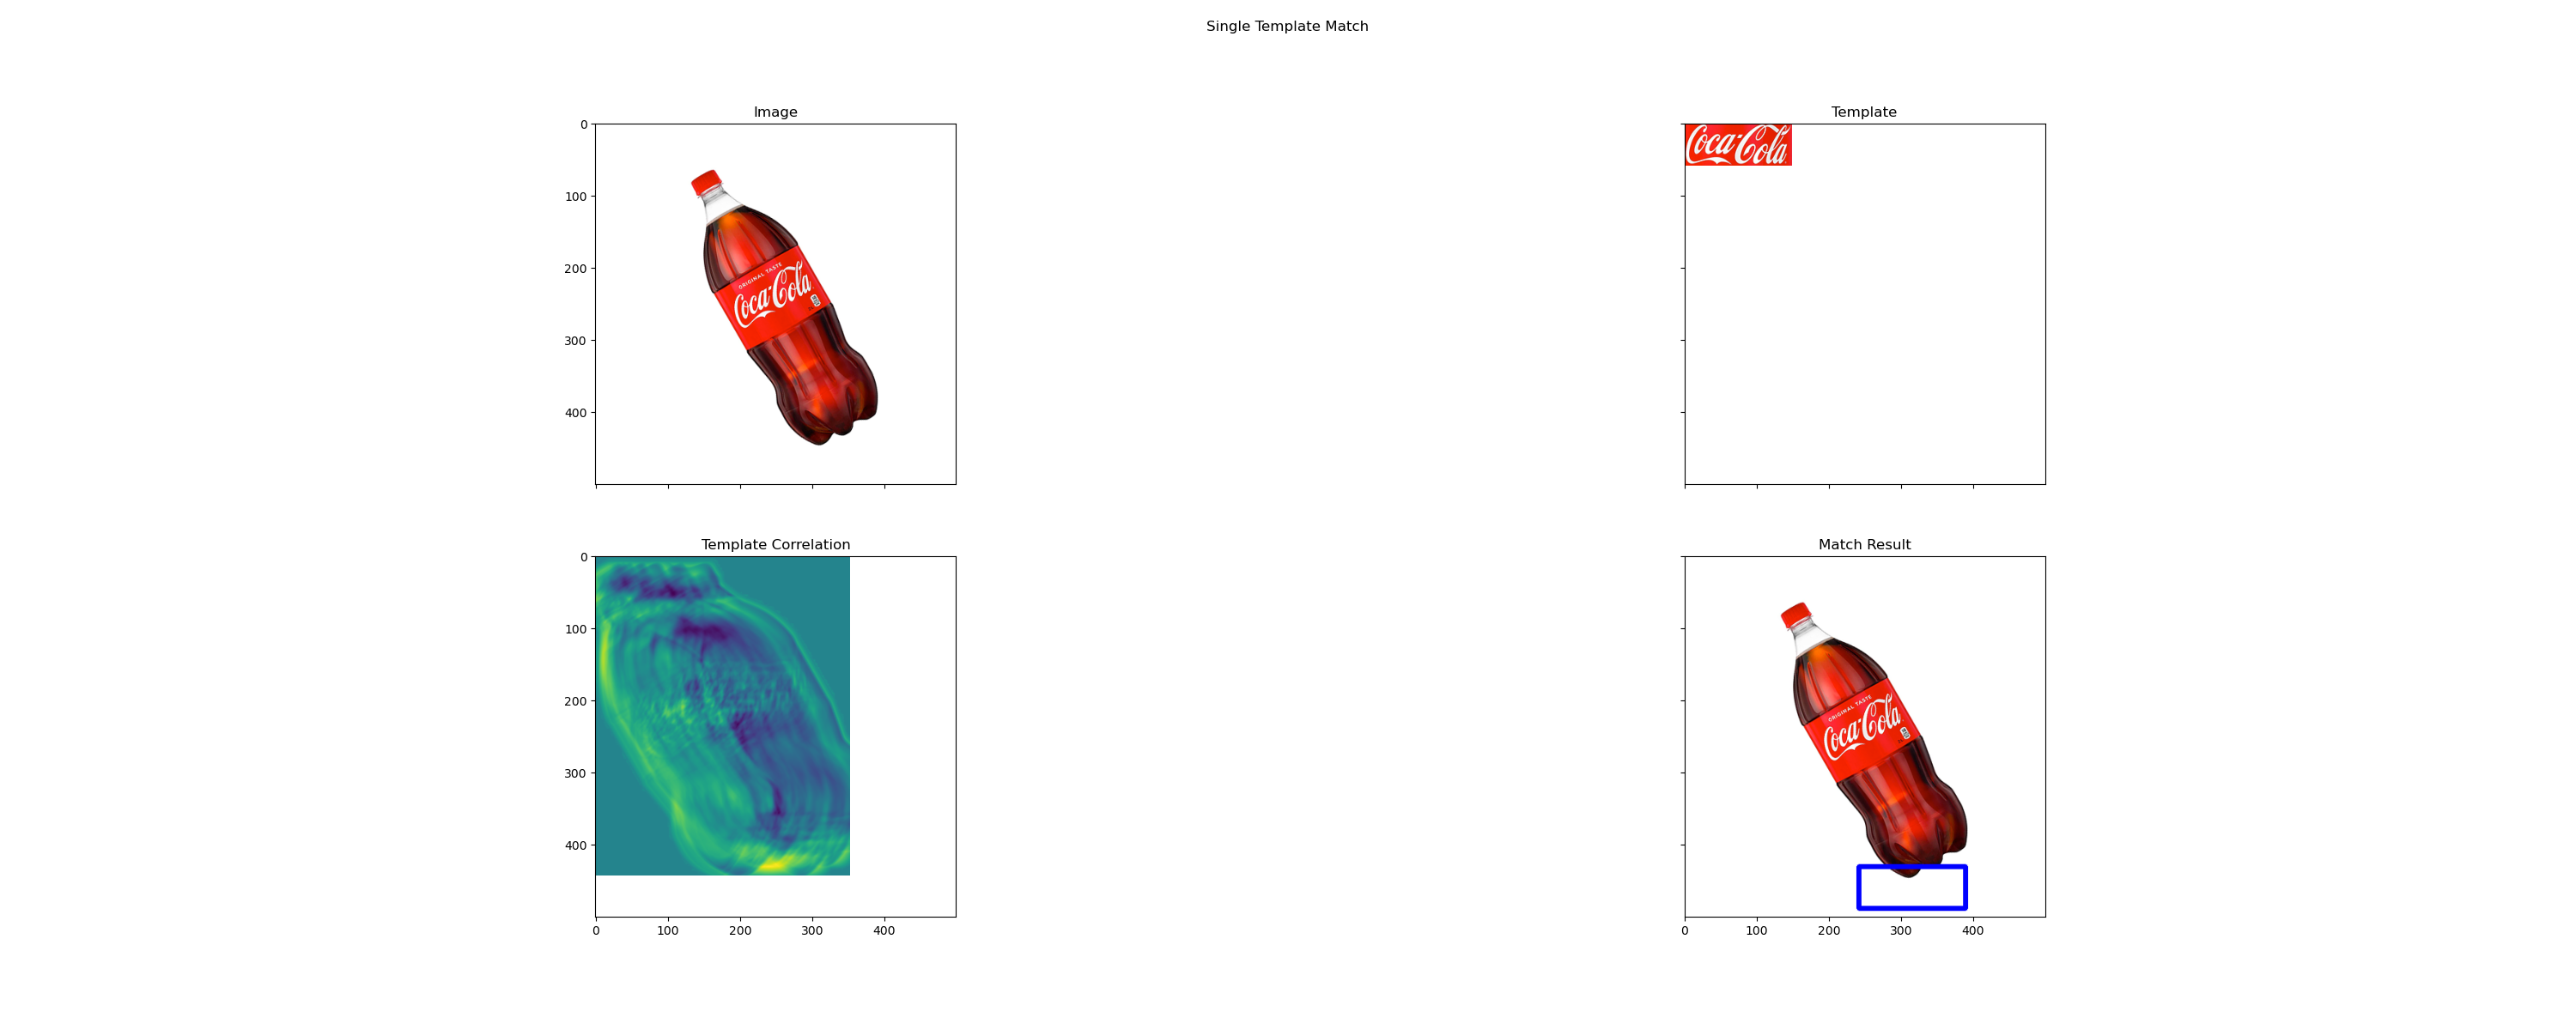 Single Template Match
Image
0
100
200
300
400
ORIGINAL TASTE
Coca-Cola
Template
Coca-Cola
Template Correlation
0
100
200
300
400
0 100 200 300 400
Match Result
ORIGINAL TASTE
Coca-Cola
0 100 200 300 400